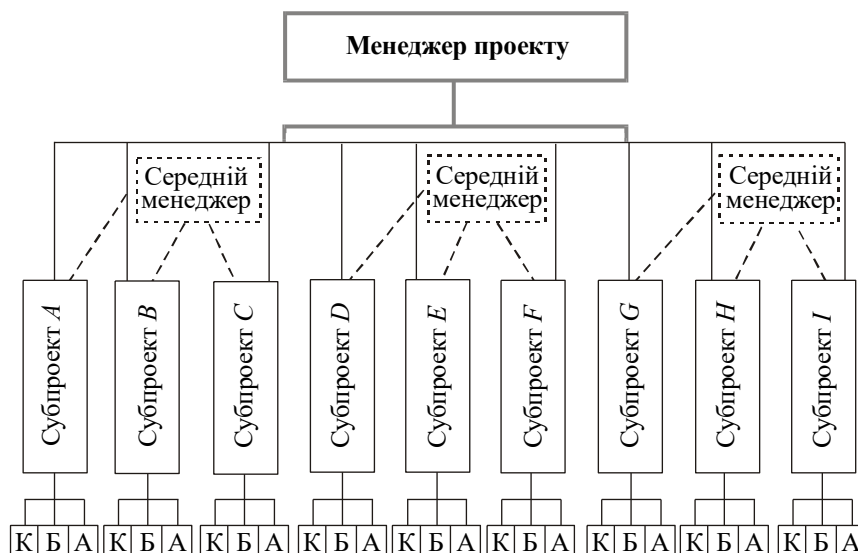 Менеджер проекту
Середній
менеджер
Середній
менеджер
Середній
менеджер
Субпроект A
Субпроект B
Субпроект C
Субпроект D
Субпроект E
Субпроект F
Субпроект G
Субпроект H
Субпроект I
К Б А К Б А К Б А К Б А К Б А К Б А К Б А К Б А К Б А